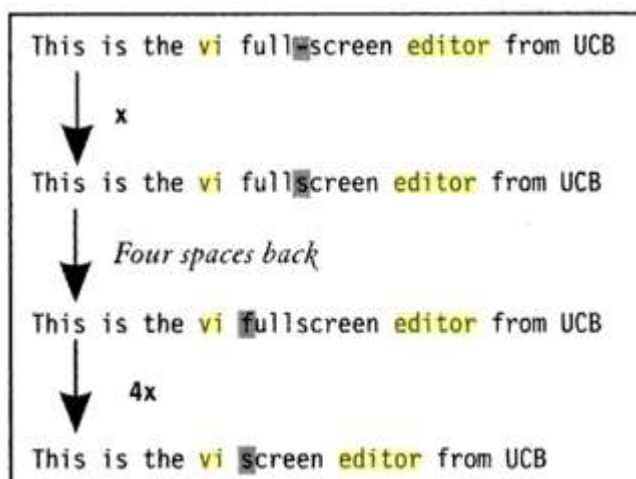 This is the vi full-screen editor from UCB
x
This is the vi fullscreen editor from UCB
Four spaces back
This is the vi fullscreen editor from UCB
4x
This is the vi screen editor from UCB